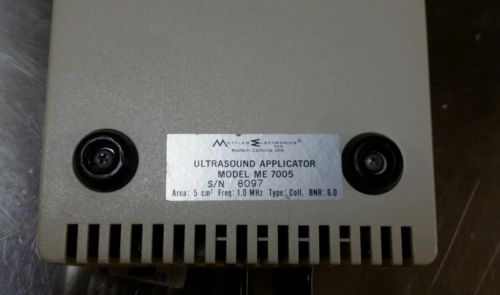 METTLER ELECTRONICS®
Anaheim, California, USA
ULTRASOUND APPLICATOR
MODEL ME 7005
S/N 8097
Area: 5 cm² Freq: 1.0 MHz Type: Coll. BNR: 6.0